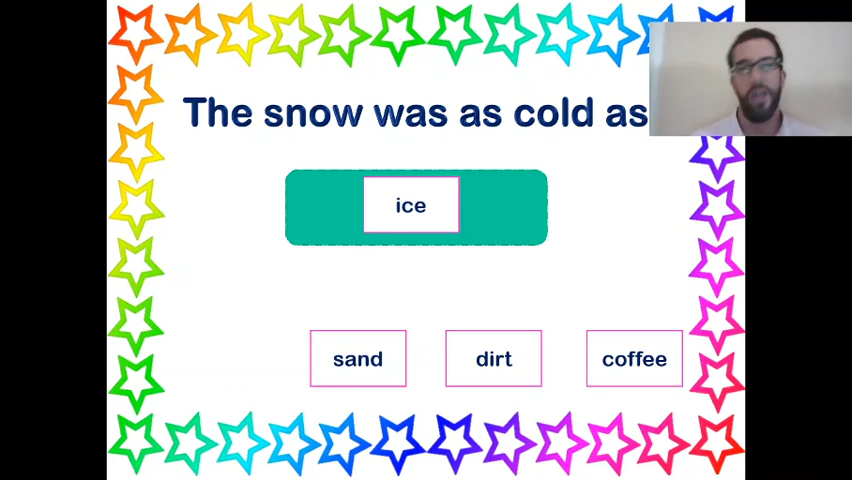 The snow was as cold as
ice
sand dirt coffee